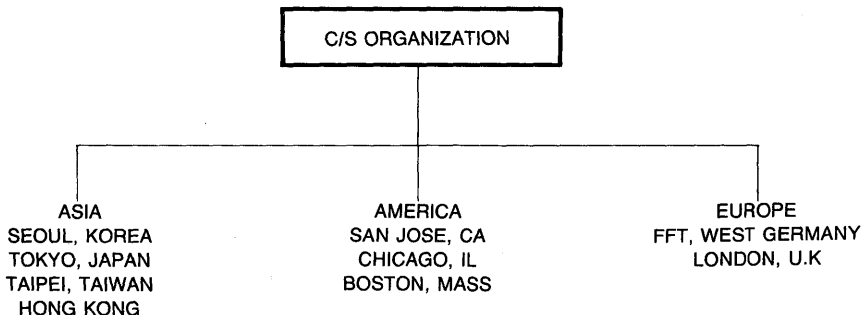 C/S ORGANIZATION
ASIA
SEOUL, KOREA
TOKYO, JAPAN
TAIPEI, TAIWAN
HONG KONG
AMERICA
SAN JOSE, CA
CHICAGO, IL
BOSTON, MASS
EUROPE
FFT, WEST GERMANY
LONDON, U.K